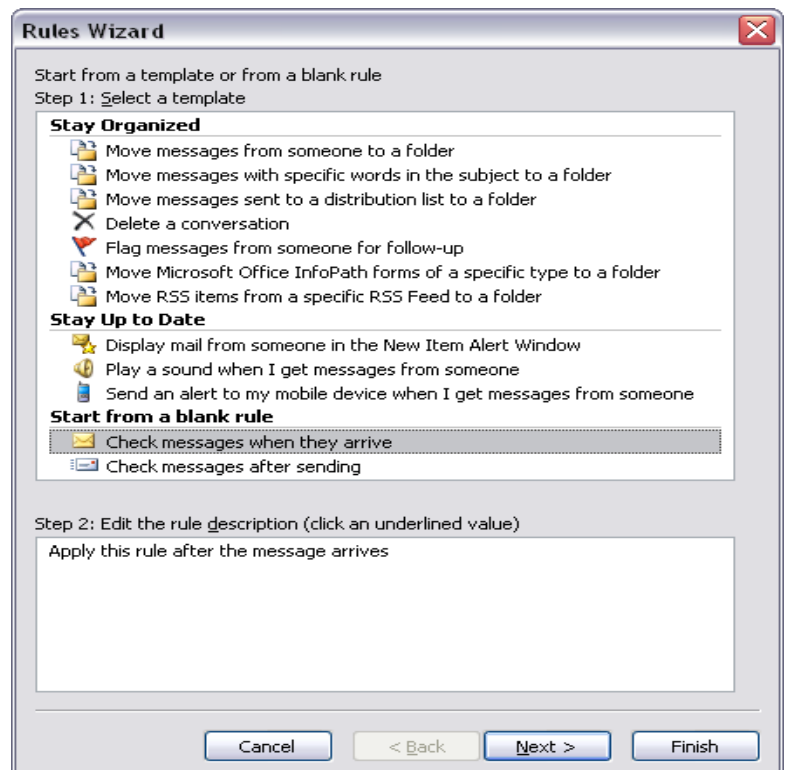 Rules Wizard
Start from a template or from a blank rule
Step 1: Select a template
Stay Organized
Move messages from someone to a folder
Move messages with specific words in the subject to a folder
Move messages sent to a distribution list to a folder
Delete a conversation
Flag messages from someone for follow-up
Move Microsoft Office InfoPath forms of a specific type to a folder
Move RSS items from a specific RSS Feed to a folder
Stay Up to Date
Display mail from someone in the New Item Alert Window
Play a sound when I get messages from someone
Send an alert to my mobile device when I get messages from someone
Start from a blank rule
Check messages when they arrive
Check messages after sending
Step 2: Edit the rule description (click an underlined value)
Apply this rule after the message arrives
Cancel < Back Next > Finish